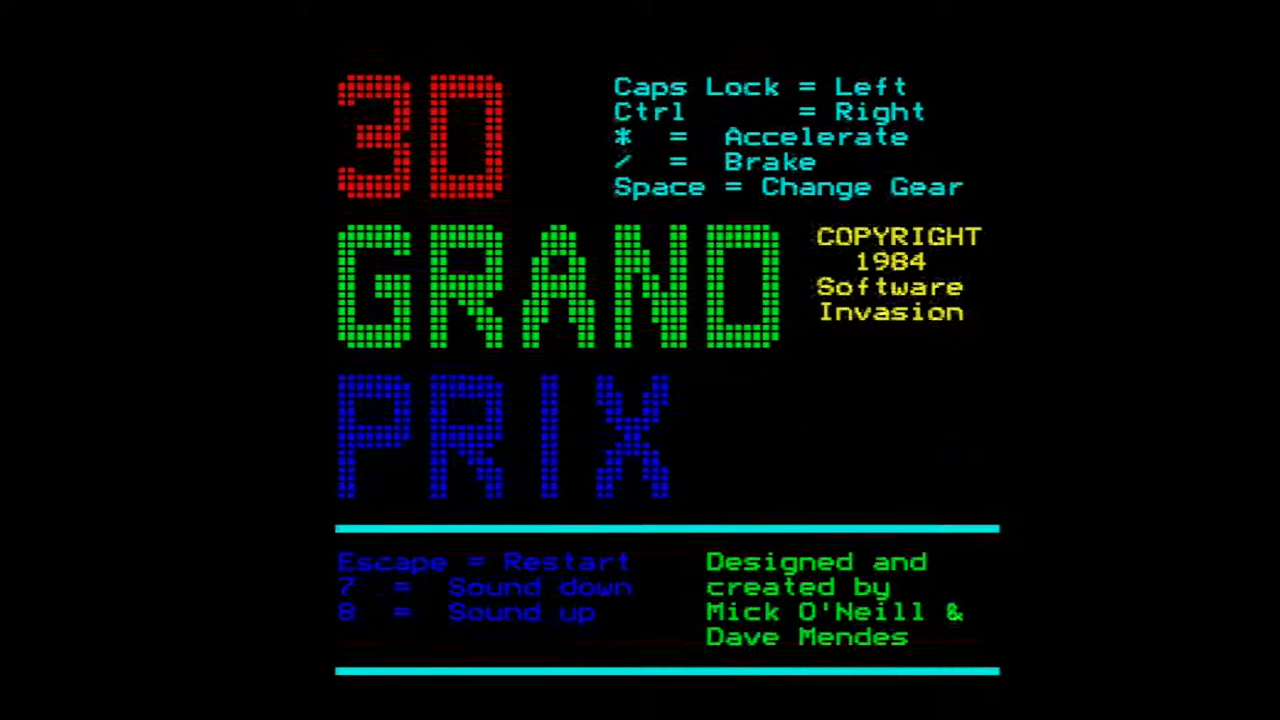 3D
Caps Lock = Left
Ctrl = Right
* = Accelerate
/ = Brake
Space = Change Gear
GRAND
COPYRIGHT
1984
Software
Invasion
PRIX
Escape = Restart
7 = Sound down
8 = Sound up
Designed and
created by
Mick O'Neill &
Dave Mendes